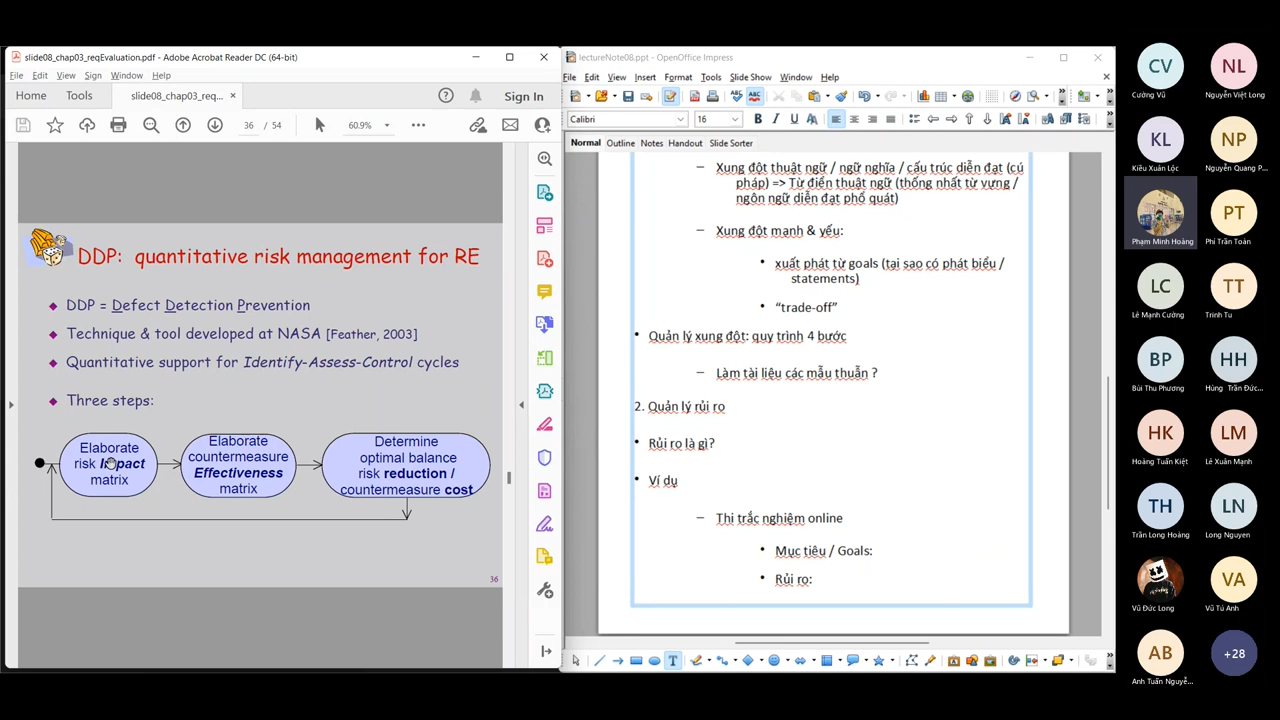 slide08_chap03_reqEvaluation.pdf - Adobe Acrobat Reader DC (64-bit)
File Edit View Sign Window Help
Home Tools slide08_chap03_req... × Sign In
36 / 54 60.9%
DDP: quantitative risk management for RE
DDP = Defect Detection Prevention
Technique & tool developed at NASA [Feather, 2003]
Quantitative support for Identify-Assess-Control cycles
Three steps:
Elaborate
risk Impact
matrix
Elaborate
countermeasure
Effectiveness
matrix
Determine
optimal balance
risk reduction /
countermeasure cost
36
lectureNote08.ppt - OpenOffice Impress
File Edit View Insert Format Tools Slide Show Window Help
Calibri 16
Normal Outline Notes Handout Slide Sorter
– Xung đột thuật ngữ / ngữ nghĩa / cấu trúc diễn đạt (cú
pháp) => Từ điển thuật ngữ (thống nhất từ vựng /
ngôn ngữ diễn đạt phổ quát)
– Xung đột mạnh & yếu:
• xuất phát từ goals (tại sao có phát biểu /
statements)
• “trade-off”
• Quản lý xung đột: quy trình 4 bước
– Làm tài liệu các mẫu thuẫn ?
2. Quản lý rủi ro
• Rủi ro là gì?
• Ví dụ
– Thi trắc nghiệm online
• Mục tiêu / Goals:
• Rủi ro:
CV NL
Cường Vũ Nguyễn Việt Long
KL NP
Kiều Xuân Lộc Nguyễn Quang P...
PT
Phạm Minh Hoàng Phí Trần Toàn
LC TT
Lê Mạnh Cường Trinh Tu
BP HH
Bùi Thu Phương Hùng Trần Đức...
HK LM
Hoàng Tuấn Kiệt Lê Xuân Mạnh
TH LN
Trần Long Hoàng Long Nguyen
VA
Vũ Đức Long Vũ Tú Anh
AB +28
Anh Tuấn Nguyễ...